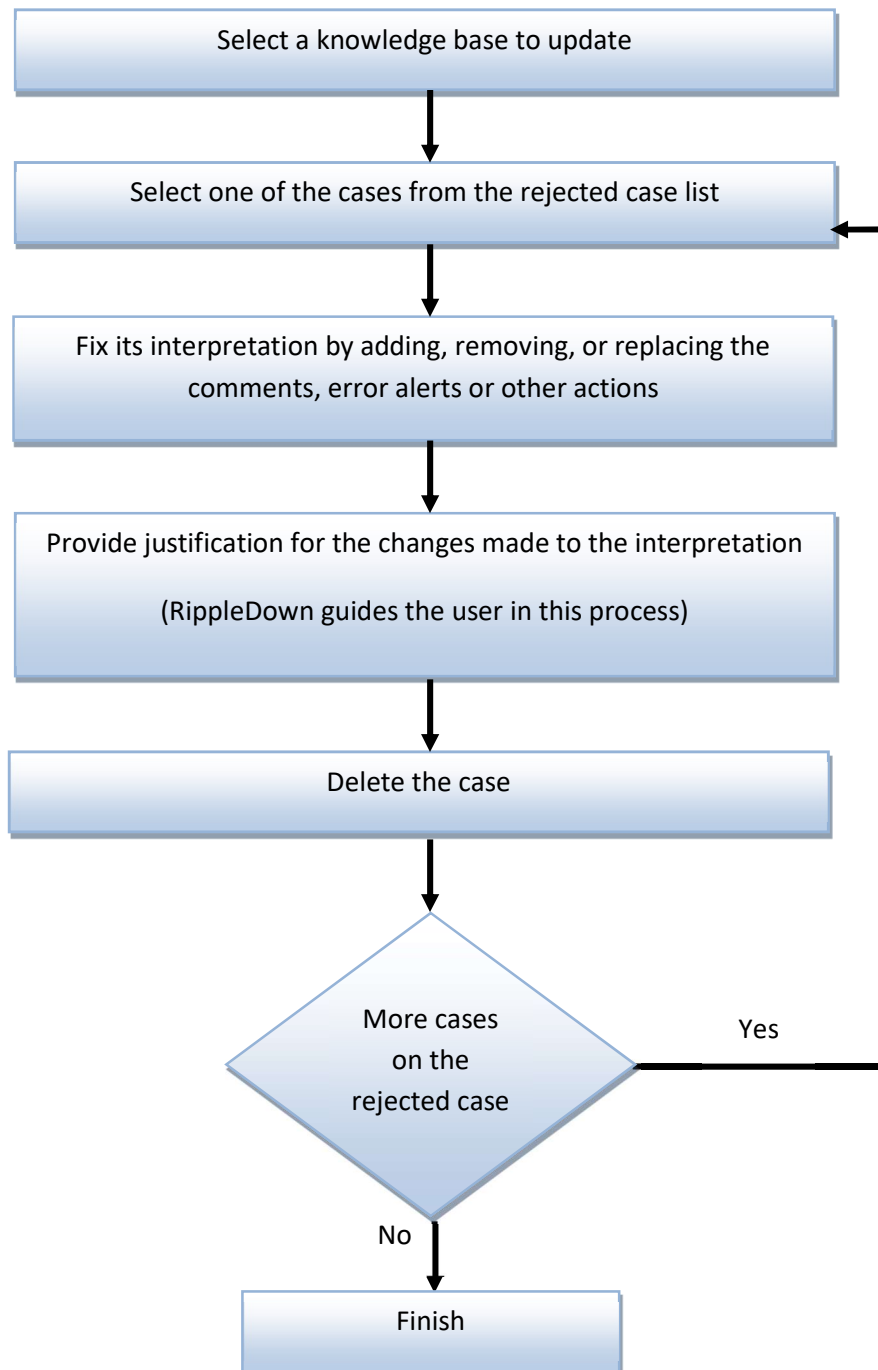 Select a knowledge base to update
Select one of the cases from the rejected case list
Fix its interpretation by adding, removing, or replacing the
comments, error alerts or other actions
Provide justification for the changes made to the interpretation
(RippleDown guides the user in this process)
Delete the case
More cases
on the
rejected case
Yes
No
Finish